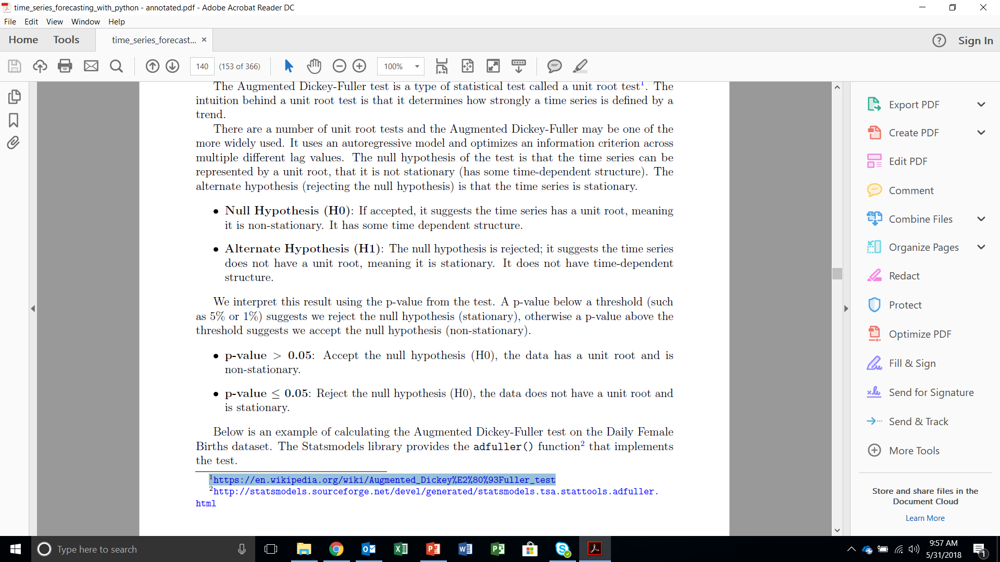 time_series_forecasting_with_python - annotated.pdf - Adobe Acrobat Reader DC
File Edit View Window Help
Home Tools time_series_forecast... × ? Sign In
140 (153 of 366) 100%
The Augmented Dickey-Fuller test is a type of statistical test called a unit root test1. The
intuition behind a unit root test is that it determines how strongly a time series is defined by a
trend.
There are a number of unit root tests and the Augmented Dickey-Fuller may be one of the
more widely used. It uses an autoregressive model and optimizes an information criterion across
multiple different lag values. The null hypothesis of the test is that the time series can be
represented by a unit root, that it is not stationary (has some time-dependent structure). The
alternate hypothesis (rejecting the null hypothesis) is that the time series is stationary.
• Null Hypothesis (H0): If accepted, it suggests the time series has a unit root, meaning
it is non-stationary. It has some time dependent structure.
• Alternate Hypothesis (H1): The null hypothesis is rejected; it suggests the time series
does not have a unit root, meaning it is stationary. It does not have time-dependent
structure.
We interpret this result using the p-value from the test. A p-value below a threshold (such
as 5% or 1%) suggests we reject the null hypothesis (stationary), otherwise a p-value above the
threshold suggests we accept the null hypothesis (non-stationary).
• p-value > 0.05: Accept the null hypothesis (H0), the data has a unit root and is
non-stationary.
• p-value ≤ 0.05: Reject the null hypothesis (H0), the data does not have a unit root and
is stationary.
Below is an example of calculating the Augmented Dickey-Fuller test on the Daily Female
Births dataset. The Statsmodels library provides the adfuller() function2 that implements
the test.
1https://en.wikipedia.org/wiki/Augmented_Dickey%E2%80%93Fuller_test
2http://statsmodels.sourceforge.net/devel/generated/statsmodels.tsa.stattools.adfuller.
html
Export PDF
Create PDF
Edit PDF
Comment
Combine Files
Organize Pages
Redact
Protect
Optimize PDF
Fill & Sign
Send for Signature
Send & Track
More Tools
Store and share files in the
Document Cloud
Learn More
Type here to search
9:57 AM
5/31/2018
1